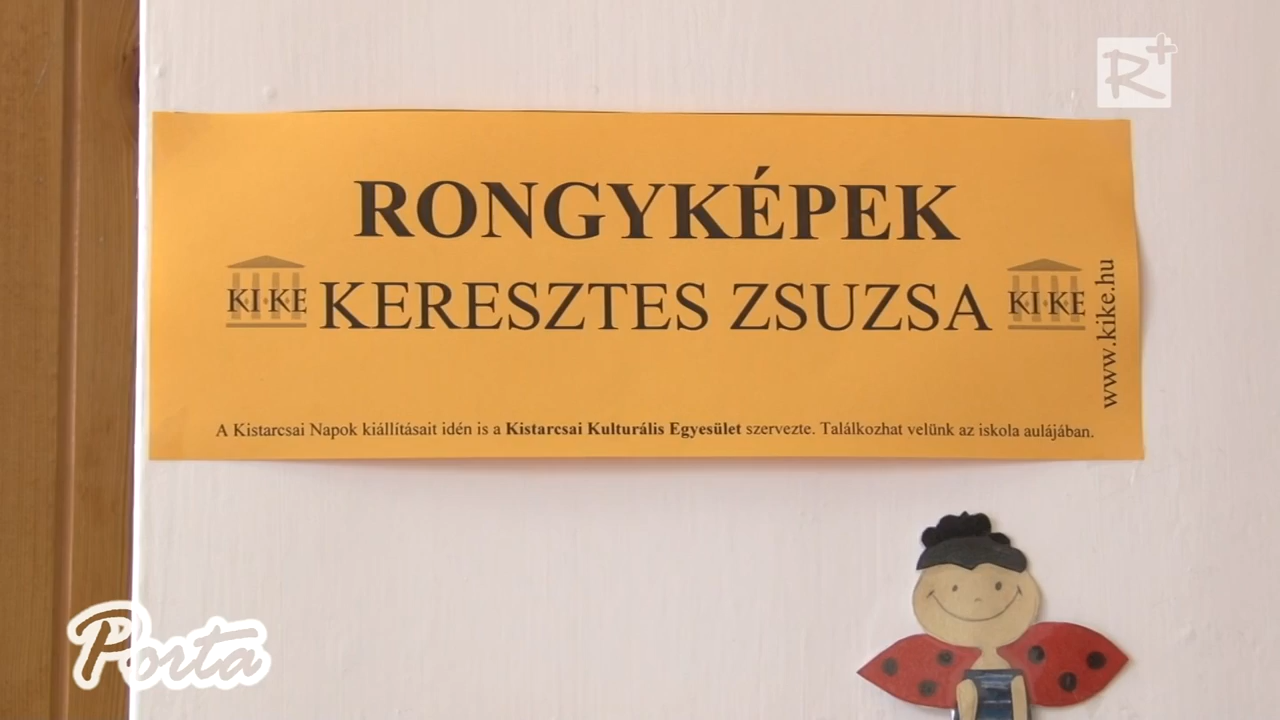 R+
RONGYKÉPEK
KI·KE KERESZTES ZSUZSA KI·KE
www.kike.hu
A Kistarcsai Napok kiállításait idén is a Kistarcsai Kulturális Egyesület szervezte. Találkozhat velünk az iskola aulájában.
Porta